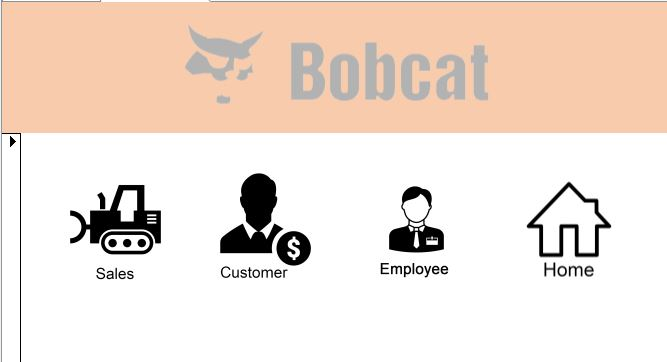 Bobcat
$
Sales
Customer
Employee
Home